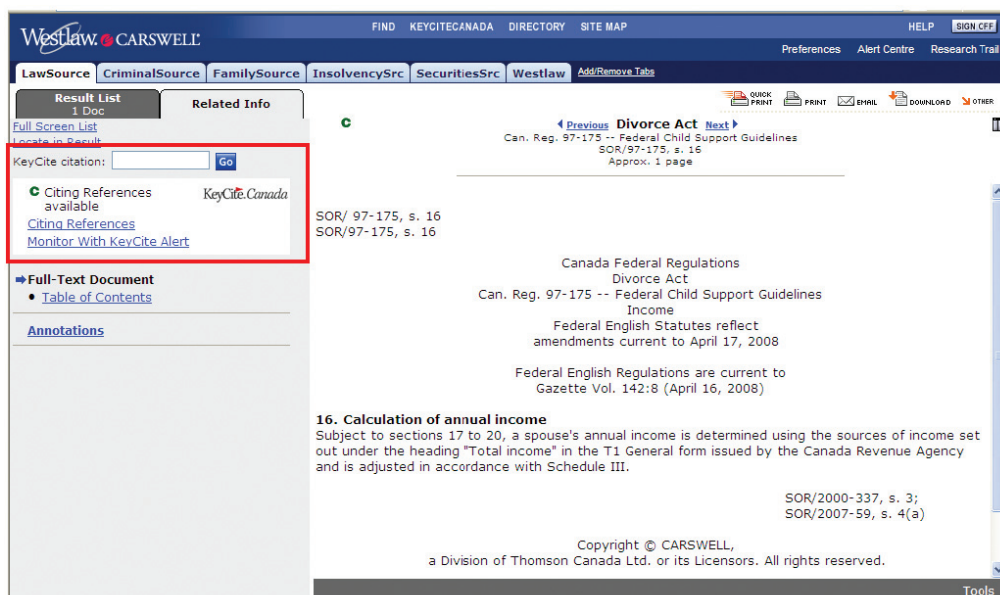 Westlaw. CARSWELL
FIND KEYCITECANADA DIRECTORY SITE MAP
HELP SIGN OFF
Preferences Alert Centre Research Trail
LawSource CriminalSource FamilySource InsolvencySrc SecuritiesSrc Westlaw Add/Remove Tabs
Result List
1 Doc
Related Info
QUICK PRINT PRINT EMAIL DOWNLOAD OTHER
Full Screen List
Locate in Result
KeyCite citation: Go
C Citing References available
KeyCite.Canada
Citing References
Monitor With KeyCite Alert
Full-Text Document
• Table of Contents
Annotations
C
Previous Divorce Act Next
Can. Reg. 97-175 -- Federal Child Support Guidelines
SOR/97-175, s. 16
Approx. 1 page
SOR/ 97-175, s. 16
SOR/97-175, s. 16
Canada Federal Regulations
Divorce Act
Can. Reg. 97-175 -- Federal Child Support Guidelines
Income
Federal English Statutes reflect
amendments current to April 17, 2008
Federal English Regulations are current to
Gazette Vol. 142:8 (April 16, 2008)
16. Calculation of annual income
Subject to sections 17 to 20, a spouse's annual income is determined using the sources of income set
out under the heading "Total income" in the T1 General form issued by the Canada Revenue Agency
and is adjusted in accordance with Schedule III.
SOR/2000-337, s. 3;
SOR/2007-59, s. 4(a)
Copyright © CARSWELL,
a Division of Thomson Canada Ltd. or its Licensors. All rights reserved.
Tools